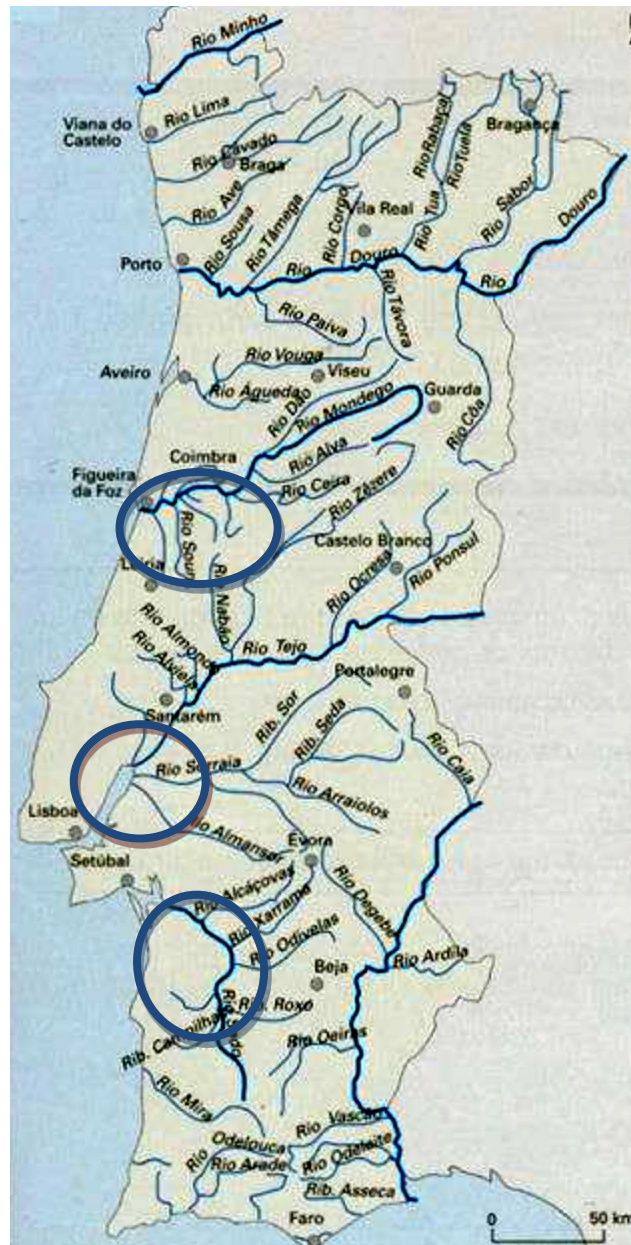 Rio Minho
Viana do
Castelo
Rio Lima
Rio Cávado
Braga
Rio Ave
Rio Sousa
Rio Tâmega
Rio Corgo
Vila Real
Rio Tua
Rio Rabaçal
Rio Tuela
Bragança
Rio Sabor
Douro
Porto
Rio
Douro
Rio
Rio Paiva
Rio Távora
Rio Vouga
Aveiro
Viseu
Rio Águeda
Rio Dão
Rio Mondego
Guarda
Rio Côa
Coimbra
Rio Alva
Figueira
da Foz
Rio Ceira
Rio Zêzere
Castelo Branco
Rio Ocresa
Rio Ponsul
Rio Nabão
Rio Almonda
Rio Alviela
Rio Tejo
Santarém
Portalegre
Rib. Sor
Rib. Seda
Rio Caia
Rio Sorraia
Rio Arraiolos
Lisboa
Rio Almansor
Évora
Setúbal
Rio Alcáçovas
Rio Xarrama
Rio Degebe
Rio Odivelas
Rio Ardila
Beja
Roxo
Rio Sado
Rio Oeiras
Rio Mira
Rio Vascão
Odelouca
Rio
Rio Odeleite
Rio Arade
Rib. Asseca
Faro
0 50 km